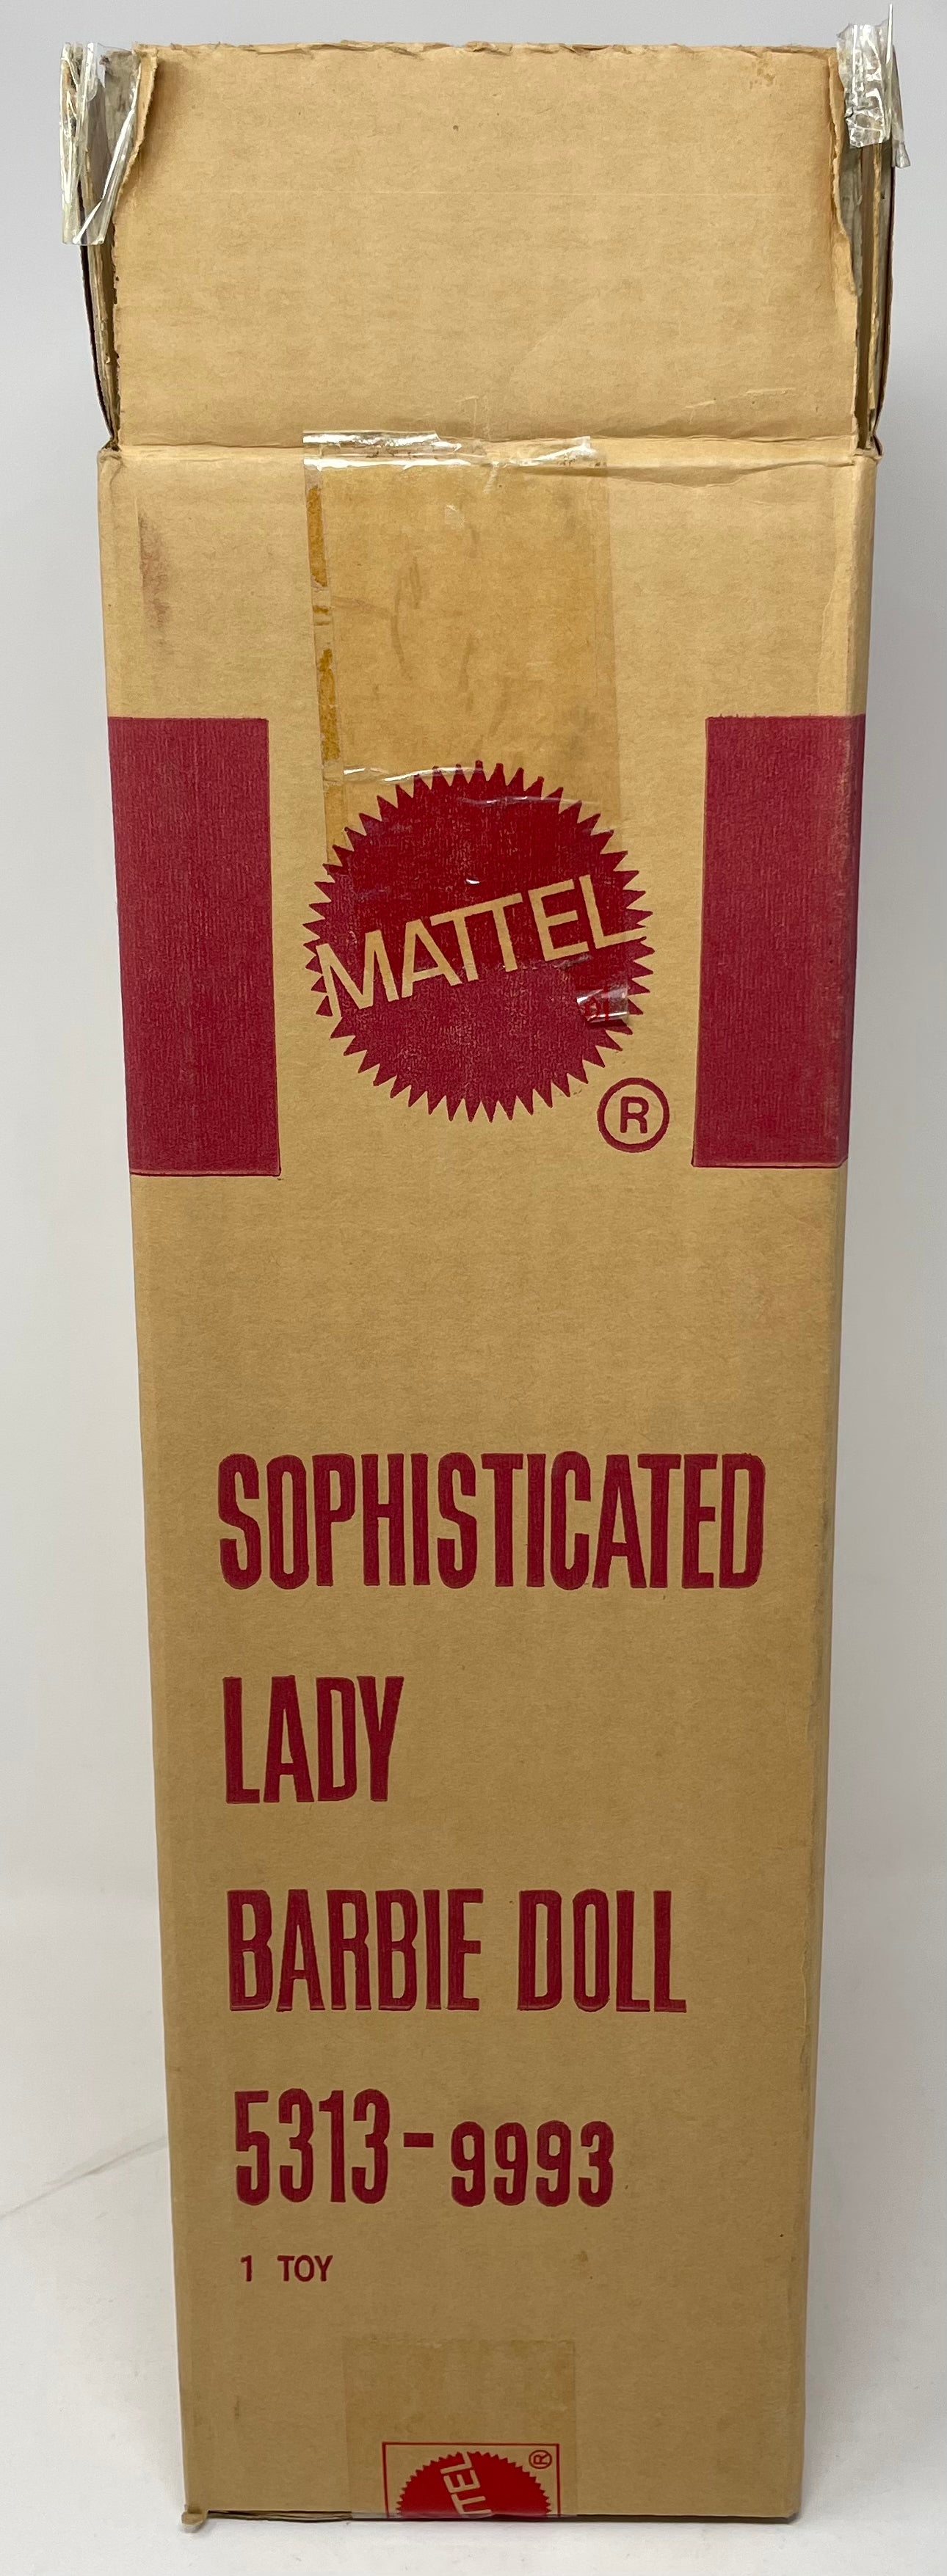 MATTEL
®
SOPHISTICATED
LADY
BARBIE DOLL
5313-9993
1 TOY
®